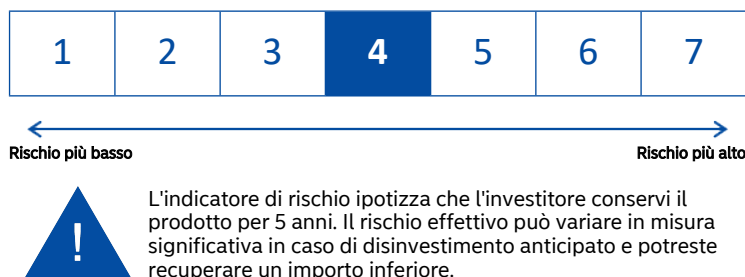 1 2 3 4 5 6 7
Rischio più basso Rischio più alto
L'indicatore di rischio ipotizza che l'investitore conservi il
prodotto per 5 anni. Il rischio effettivo può variare in misura
significativa in caso di disinvestimento anticipato e potreste
recuperare un importo inferiore.
!